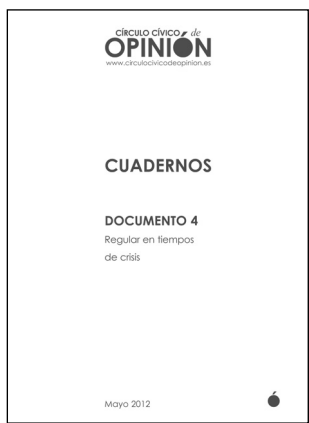 CÍRCULO CÍVICO de
OPINIÓN
www.circulocivicodeopinion.es
CUADERNOS
DOCUMENTO 4
Regular en tiempos
de crisis
Mayo 2012